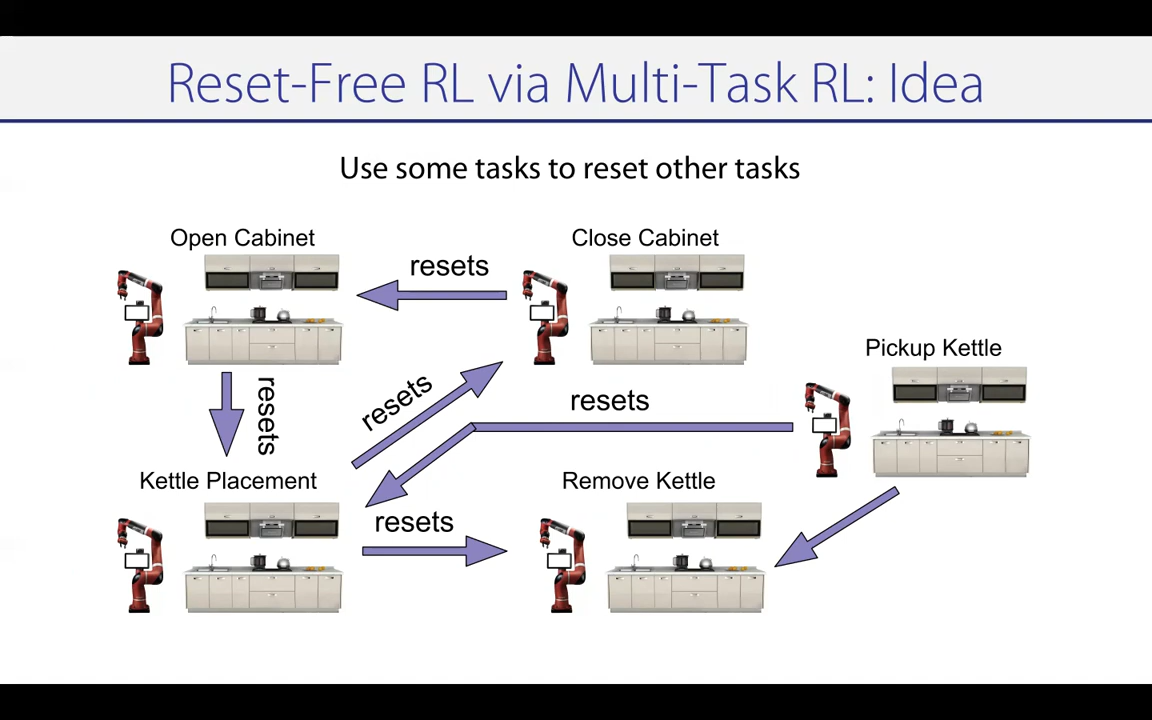 Reset-Free RL via Multi-Task RL: Idea
Use some tasks to reset other tasks
Open Cabinet
resets
Close Cabinet
Pickup Kettle
resets
resets
resets
Kettle Placement
Remove Kettle
resets